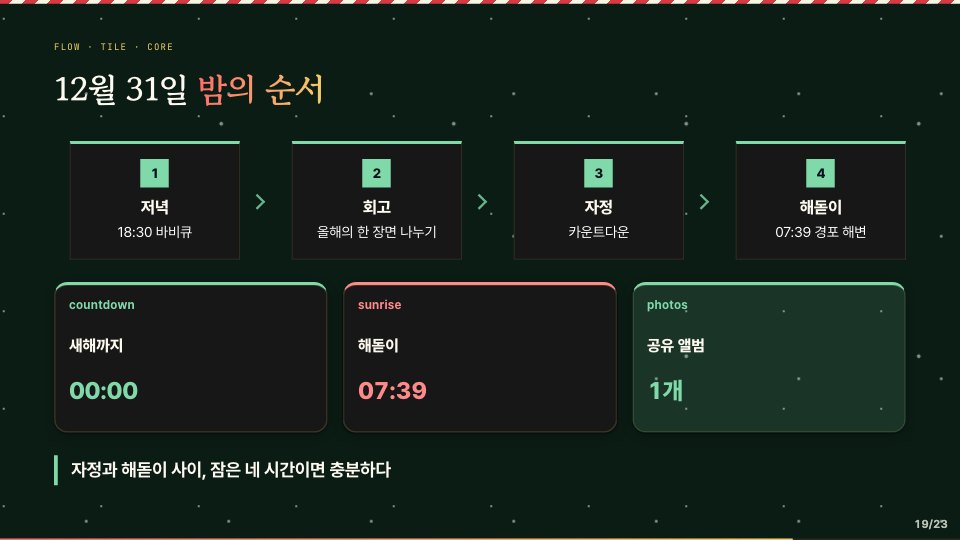 FLOW · TILE · CORE
12월 31일 밤의 순서
1
저녁
18:30 바비큐
2
회고
올해의 한 장면 나누기
3
자정
카운트다운
4
해돋이
07:39 경포 해변
countdown
새해까지
00:00
sunrise
해돋이
07:39
photos
공유 앨범
1개
자정과 해돋이 사이, 잠은 네 시간이면 충분하다
19/23